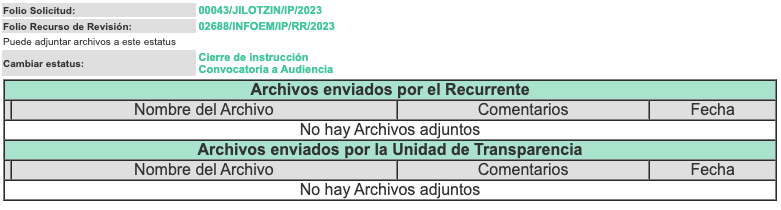 Folio Solicitud: 00043/JILOTZIN/IP/2023
Folio Recurso de Revisión: 02688/INFOEM/IP/RR/2023
Puede adjuntar archivos a este estatus
Cambiar estatus: Cierre de instrucción
Convocatoria a Audiencia
Archivos enviados por el Recurrente
Nombre del Archivo Comentarios Fecha
No hay Archivos adjuntos
Archivos enviados por la Unidad de Transparencia
Nombre del Archivo Comentarios Fecha
No hay Archivos adjuntos